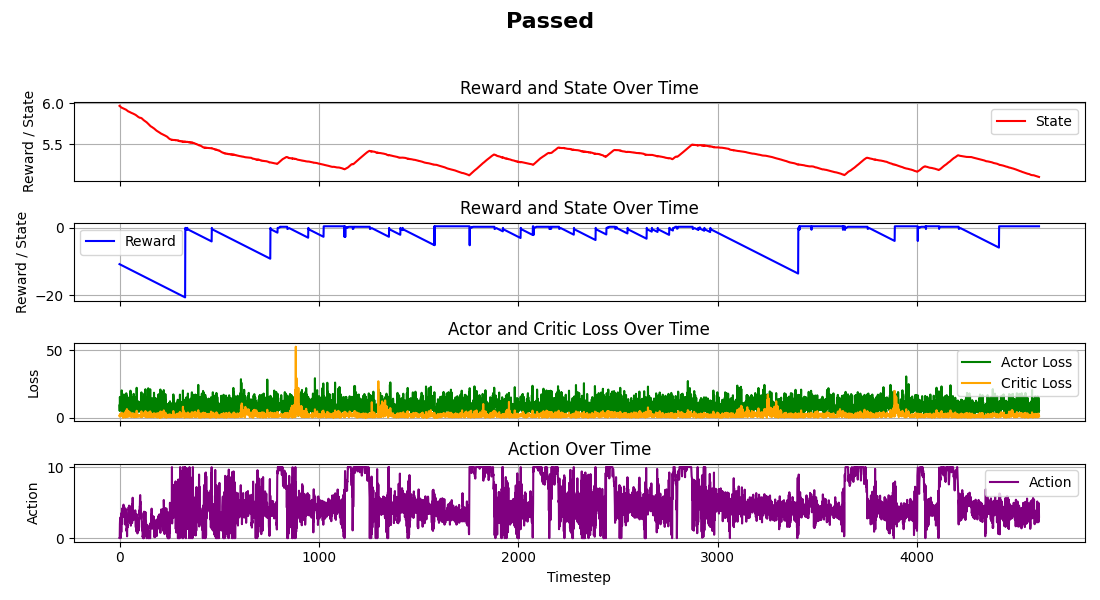 Passed
Reward and State Over Time
Reward / State
6.0
5.5
State
Reward and State Over Time
Reward / State
0
−20
Reward
Actor and Critic Loss Over Time
Loss
50
0
Actor Loss
Critic Loss
Action Over Time
Action
10
0
Action
0 1000 2000 3000 4000
Timestep